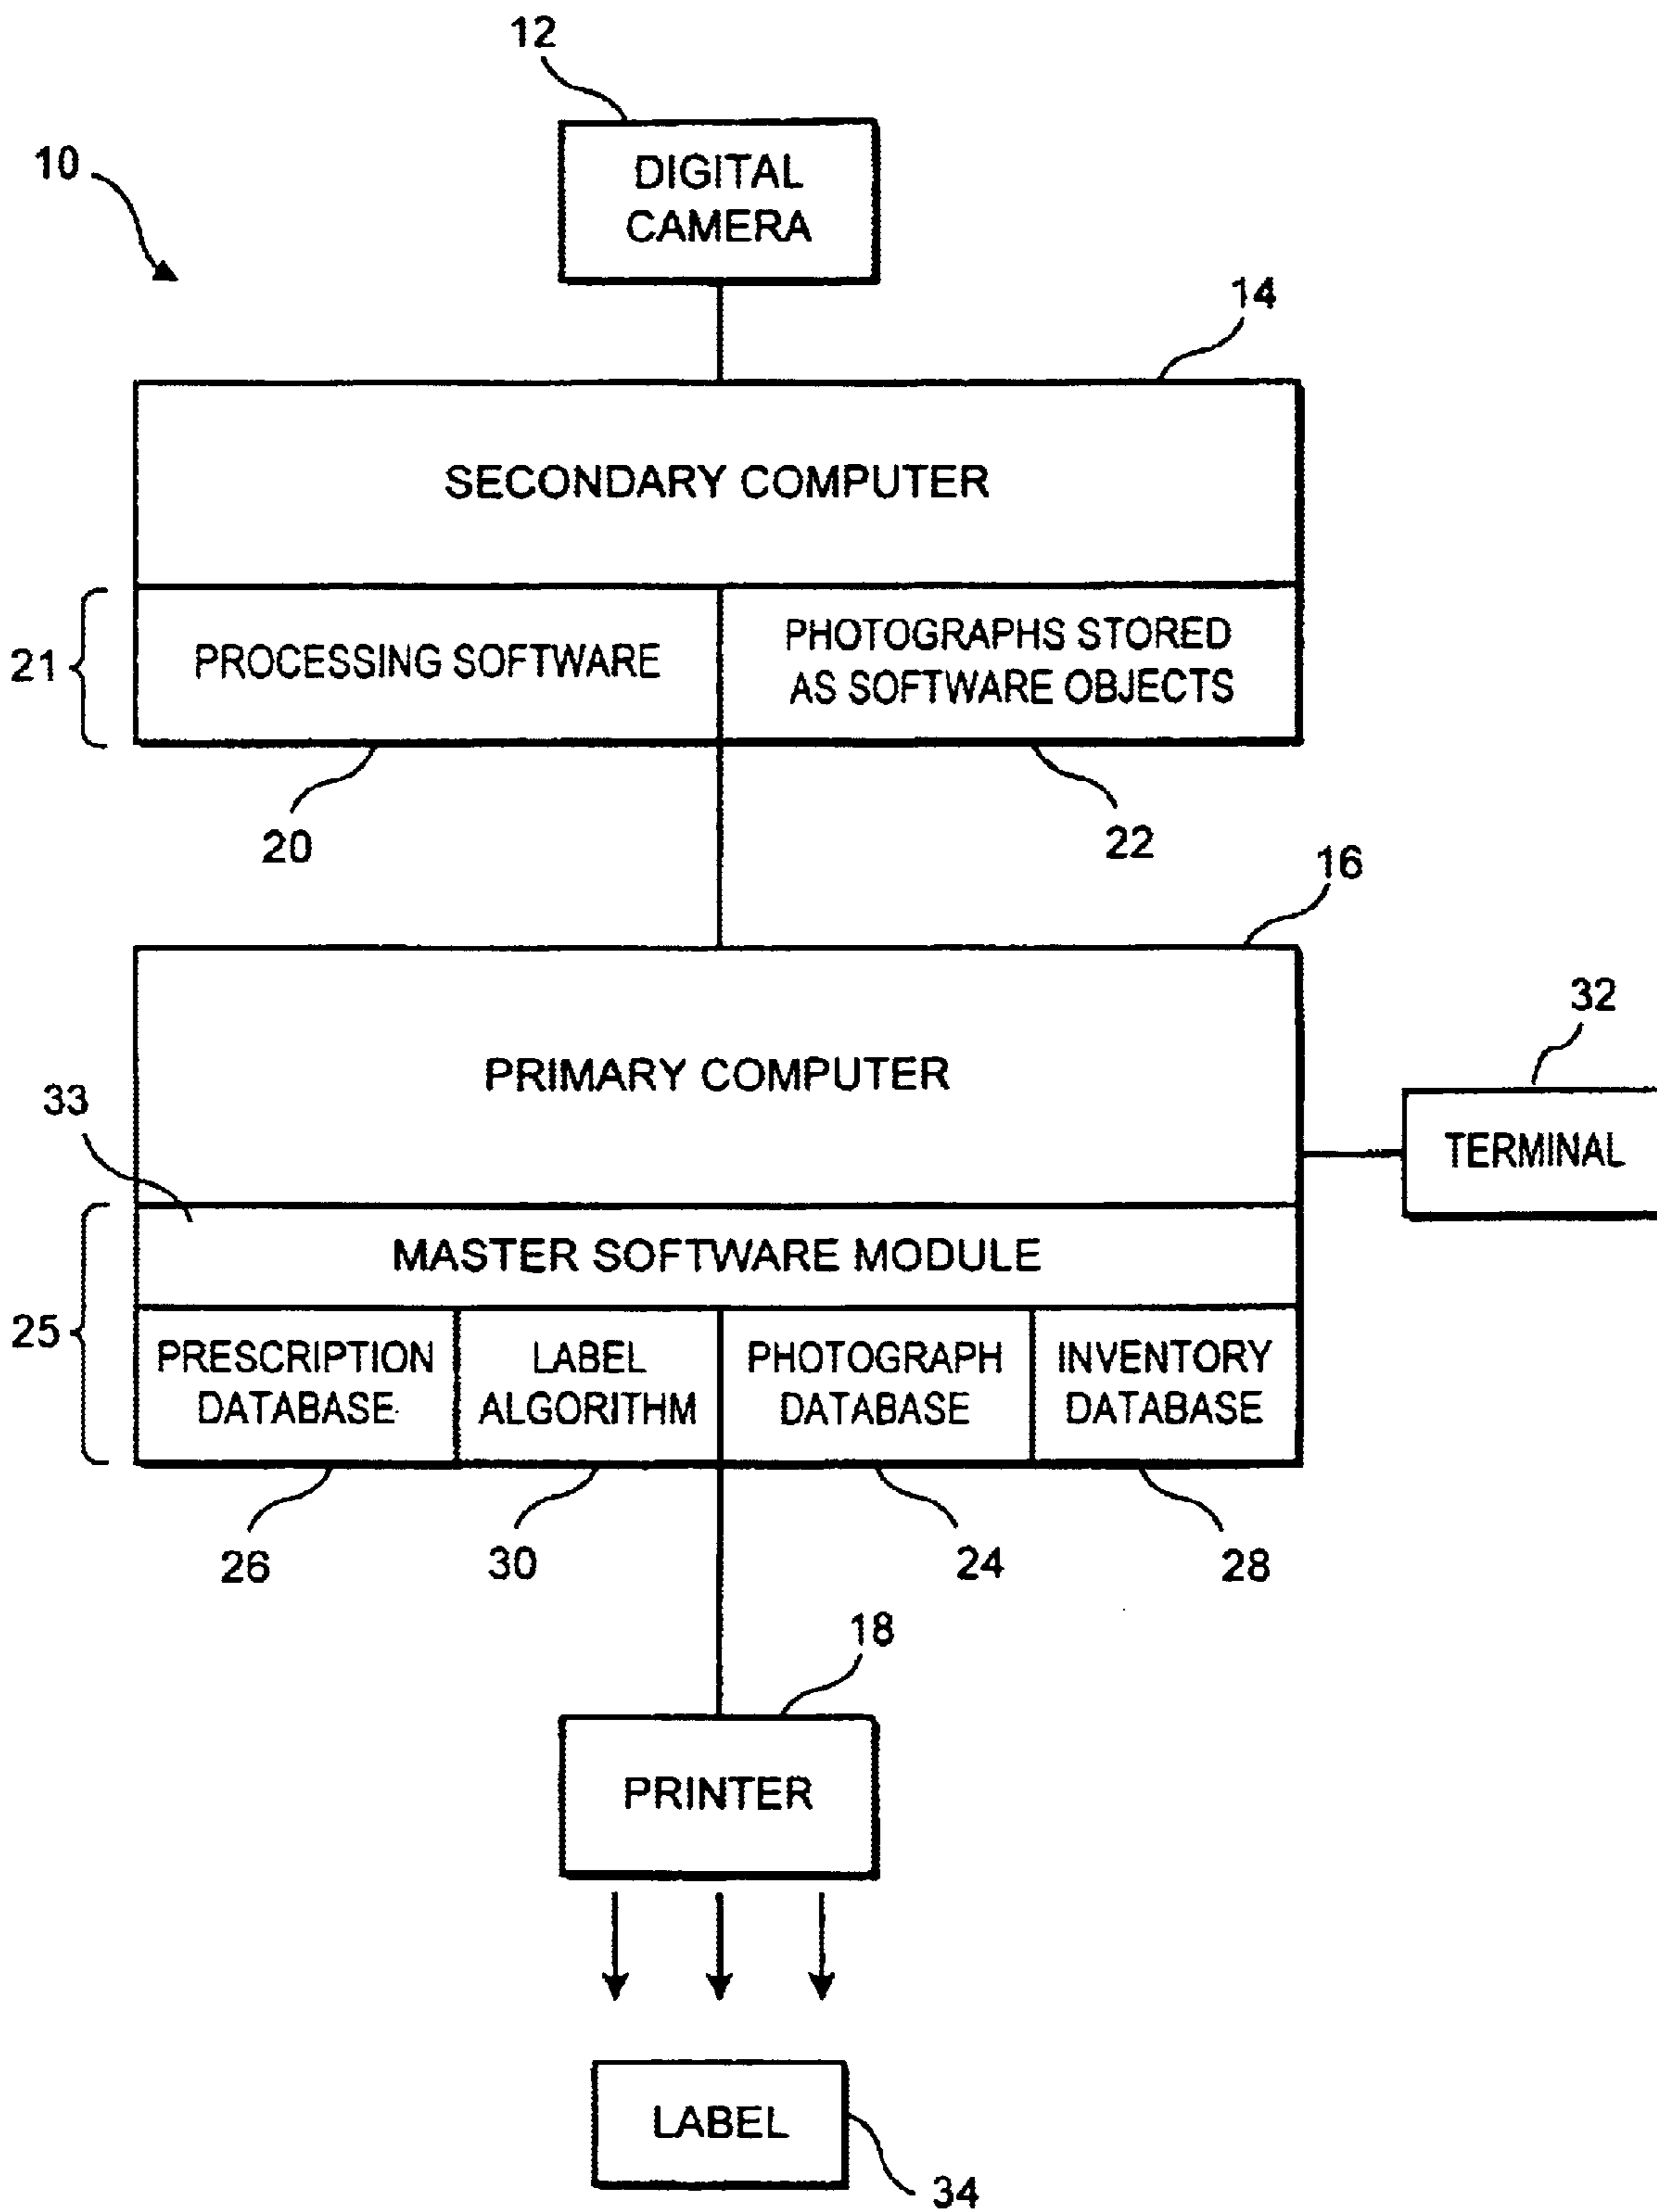 12
10
DIGITAL
CAMERA
14
SECONDARY COMPUTER
21
PROCESSING SOFTWARE
PHOTOGRAPHS STORED
AS SOFTWARE OBJECTS
20
22
16
PRIMARY COMPUTER
32
TERMINAL
33
MASTER SOFTWARE MODULE
25
PRESCRIPTION
DATABASE
LABEL
ALGORITHM
PHOTOGRAPH
DATABASE
INVENTORY
DATABASE
26
30
24
28
18
PRINTER
LABEL
34